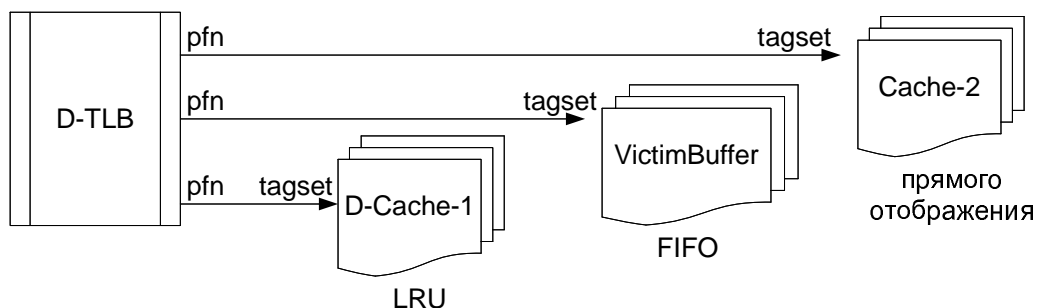 pfn tagset
Cache-2
D-TLB
pfn tagset
VictimBuffer
pfn tagset
D-Cache-1
прямого
отображения
FIFO
LRU